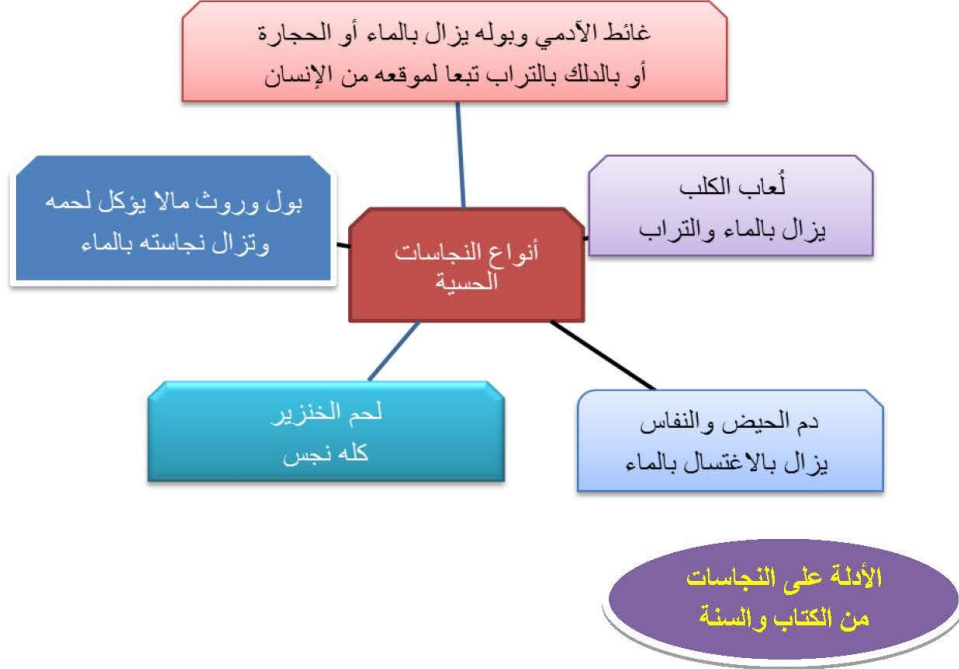 غائط الآدمي وبوله يزال بالماء أو الحجارة
أو بالدلك بالتراب تبعا لموقعه من الإنسان
لُعاب الكلب
يزال بالماء والتراب
بول وروث مالا يؤكل لحمه
وتزال نجاسته بالماء
أنواع النجاسات
الحسية
لحم الخنزير
كله نجس
دم الحيض والنفاس
يزال بالاغتسال بالماء
الأدلة على النجاسات
من الكتاب والسنة